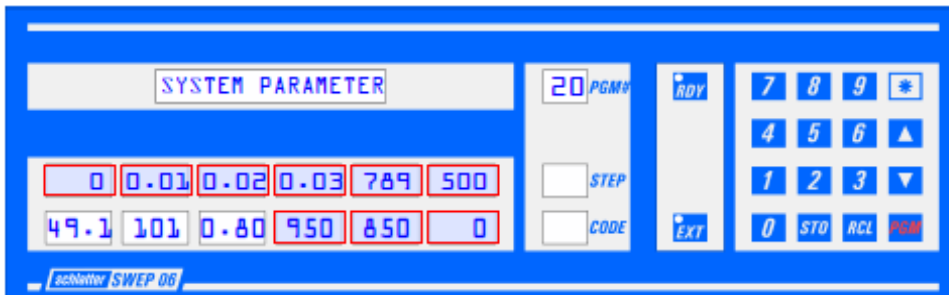 SYSTEM PARAMETER
20 PGM#
RDY
7 8 9 *
4 5 6 ▲
0 0.01 0.02 0.03 789 500
STEP
1 2 3 ▼
49.1 101 0.80 950 850 0
CODE
EXT
0 STO RCL PGM
schlatter SWEP 06